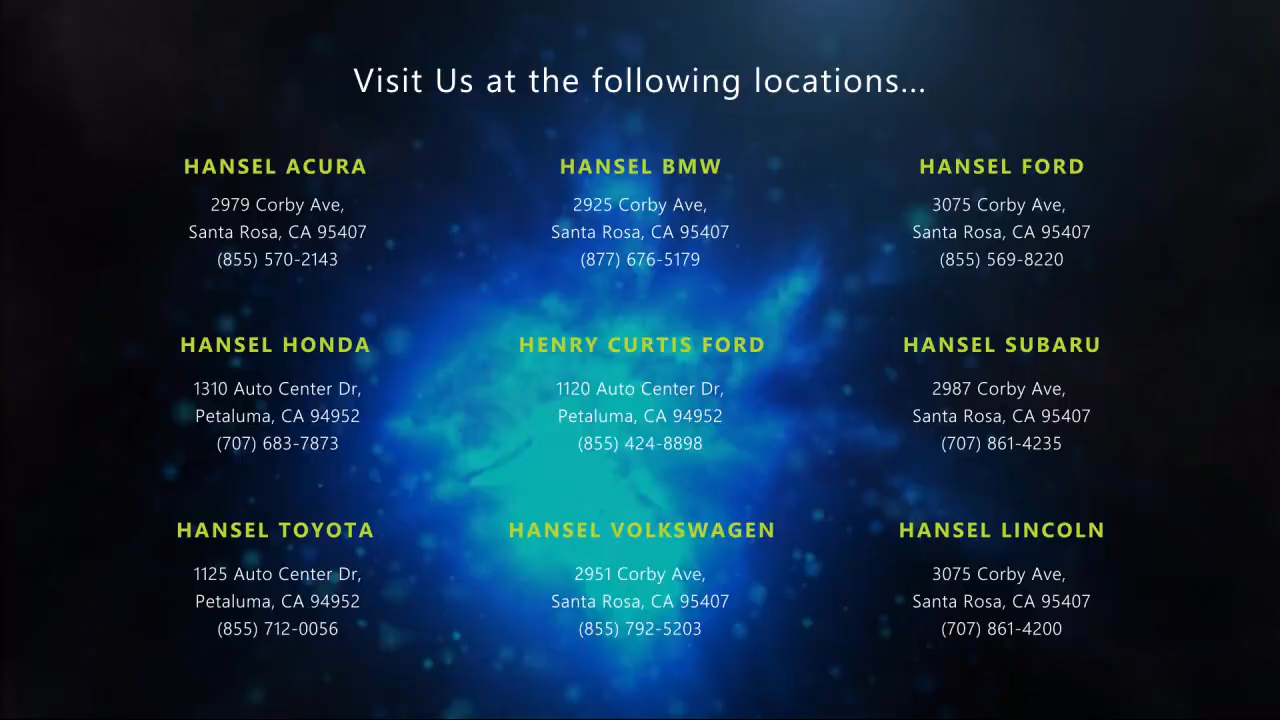 Visit Us at the following locations...
HANSEL ACURA
2979 Corby Ave,
Santa Rosa, CA 95407
(855) 570-2143
HANSEL BMW
2925 Corby Ave,
Santa Rosa, CA 95407
(877) 676-5179
HANSEL FORD
3075 Corby Ave,
Santa Rosa, CA 95407
(855) 569-8220
HANSEL HONDA
1310 Auto Center Dr,
Petaluma, CA 94952
(707) 683-7873
HENRY CURTIS FORD
1120 Auto Center Dr,
Petaluma, CA 94952
(855) 424-8898
HANSEL SUBARU
2987 Corby Ave,
Santa Rosa, CA 95407
(707) 861-4235
HANSEL TOYOTA
1125 Auto Center Dr,
Petaluma, CA 94952
(855) 712-0056
HANSEL VOLKSWAGEN
2951 Corby Ave,
Santa Rosa, CA 95407
(855) 792-5203
HANSEL LINCOLN
3075 Corby Ave,
Santa Rosa, CA 95407
(707) 861-4200